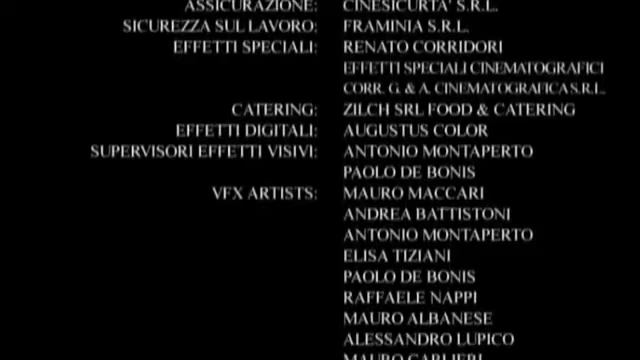 ASSICURAZIONE: CINESICURTA' S.R.L.
SICUREZZA SUL LAVORO: FRAMINIA S.R.L.
EFFETTI SPECIALI: RENATO CORRIDORI
EFFETTI SPECIALI CINEMATOGRAFICI
CORR. G. & A. CINEMATOGRAFICA S.R.L.
CATERING: ZILCH SRL FOOD & CATERING
EFFETTI DIGITALI: AUGUSTUS COLOR
SUPERVISORI EFFETTI VISIVI: ANTONIO MONTAPERTO
PAOLO DE BONIS
VFX ARTISTS: MAURO MACCARI
ANDREA BATTISTONI
ANTONIO MONTAPERTO
ELISA TIZIANI
PAOLO DE BONIS
RAFFAELE NAPPI
MAURO ALBANESE
ALESSANDRO LUPICO
MAURO CARLIERI